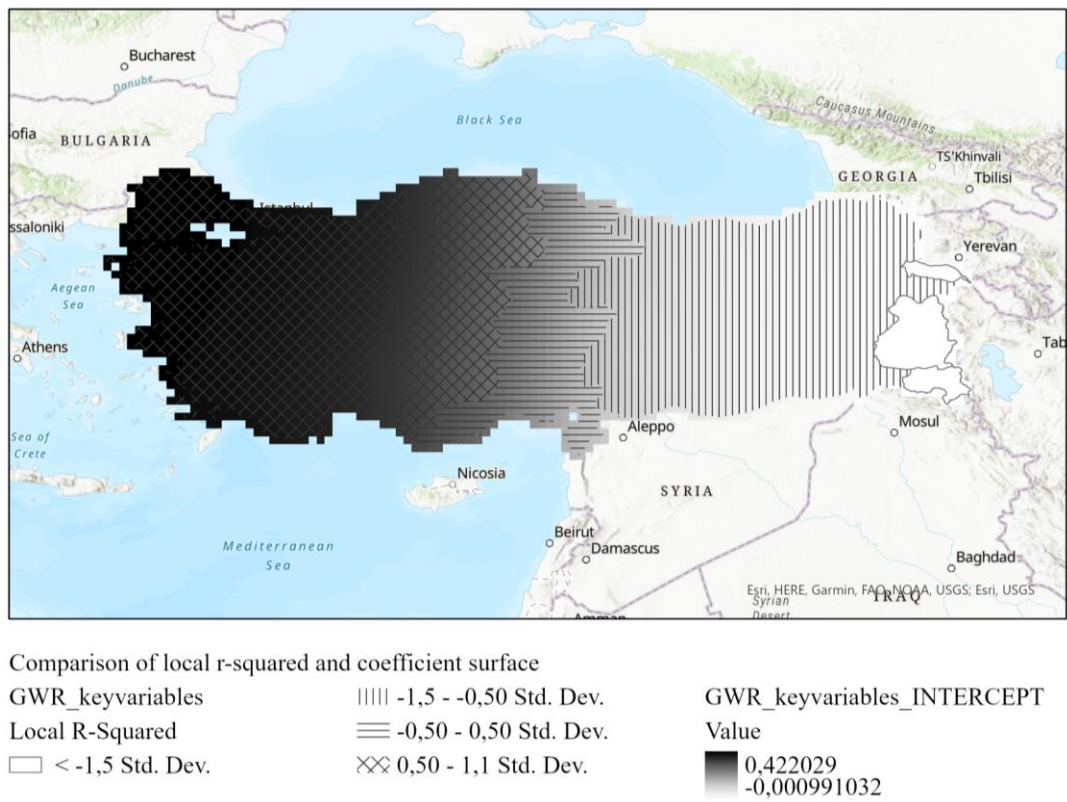 Bucharest
Danube
ofia
BULGARIA
Black Sea
Caucasus Mountains
TS'Khinvali
GEORGIA
Tbilisi
Istanbul
ssaloniki
Yerevan
Aegean
Sea
Athens
Tab
Sea of
Crete
Aleppo
Mosul
Nicosia
SYRIA
Mediterranean
Sea
Beirut
Damascus
Baghdad
Esri, HERE, Garmin, FAO, NOAA, USGS; Esri, USGS
Syrian
Desert
IRAQ
Amman
Comparison of local r-squared and coefficient surface
GWR_keyvariables
Local R-Squared
< -1,5 Std. Dev.
-1,5 - -0,50 Std. Dev.
-0,50 - 0,50 Std. Dev.
0,50 - 1,1 Std. Dev.
GWR_keyvariables_INTERCEPT
Value
0,422029
-0,000991032